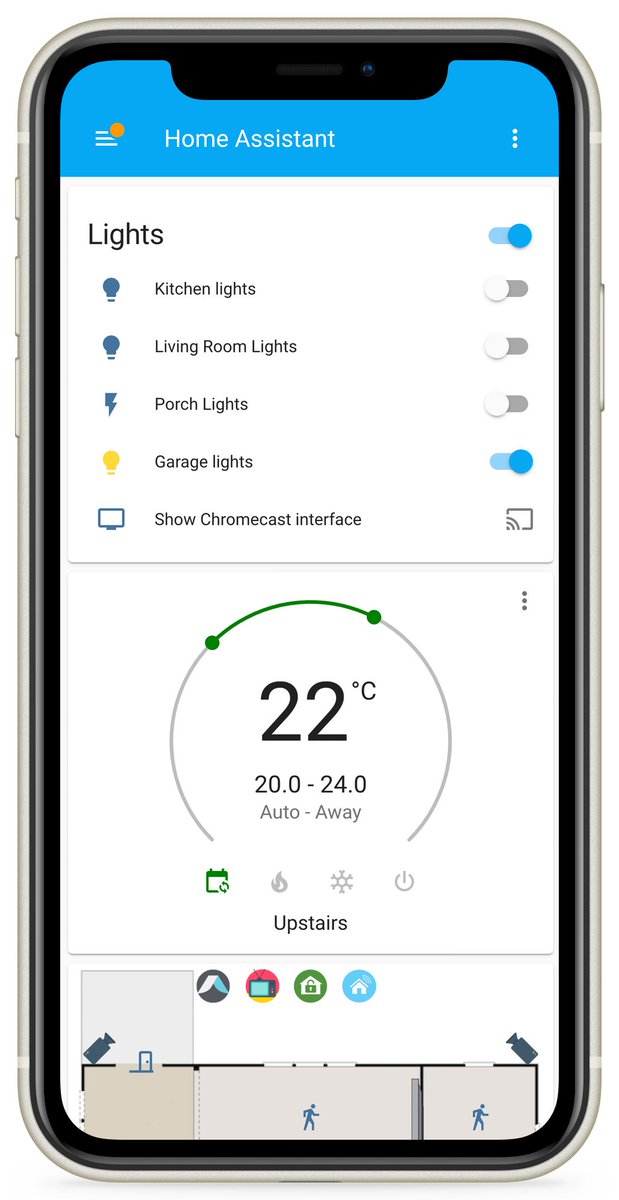 Home Assistant
Lights
Kitchen lights
Living Room Lights
Porch Lights
Garage lights
Show Chromecast interface
22 °C
20.0 - 24.0
Auto - Away
Upstairs